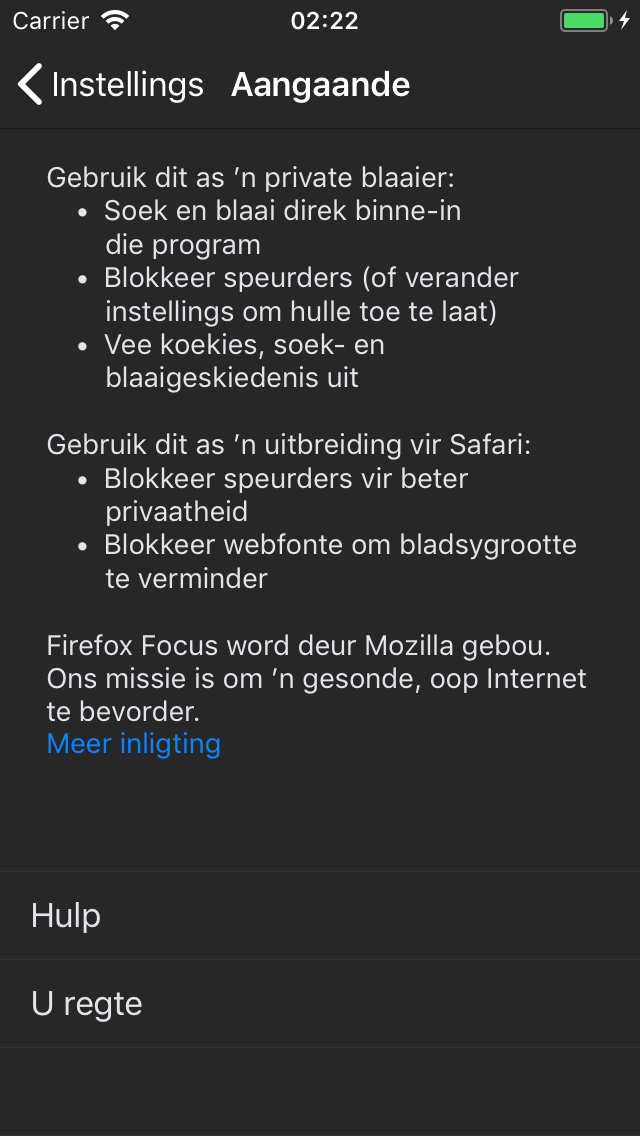 Carrier 02:22
Instellings Aangaande
Gebruik dit as ’n private blaaier:
• Soek en blaai direk binne-in
die program
• Blokkeer speurders (of verander
instellings om hulle toe te laat)
• Vee koekies, soek- en
blaaigeskiedenis uit
Gebruik dit as ’n uitbreiding vir Safari:
• Blokkeer speurders vir beter
privaatheid
• Blokkeer webfonte om bladsygrootte
te verminder
Firefox Focus word deur Mozilla gebou.
Ons missie is om ’n gesonde, oop Internet
te bevorder.
Meer inligting
Hulp
U regte